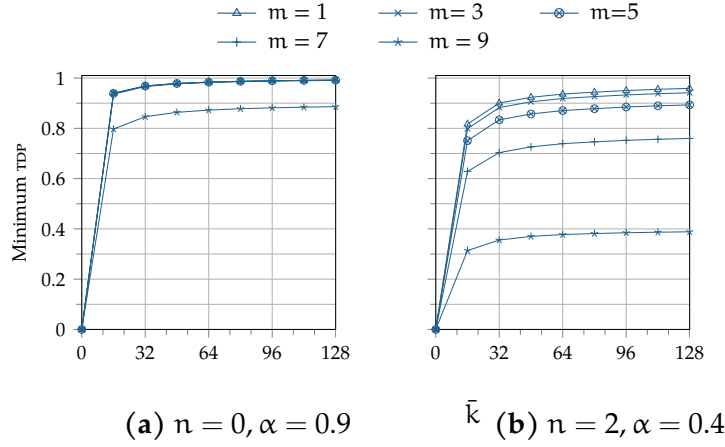 m = 1 m= 3 m=5
m = 7 m = 9
Minimum TDP
1
0.8
0.6
0.4
0.2
0
0 32 64 96 128
0 32 64 96 128
k̄
(a) n = 0, α = 0.9
(b) n = 2, α = 0.4